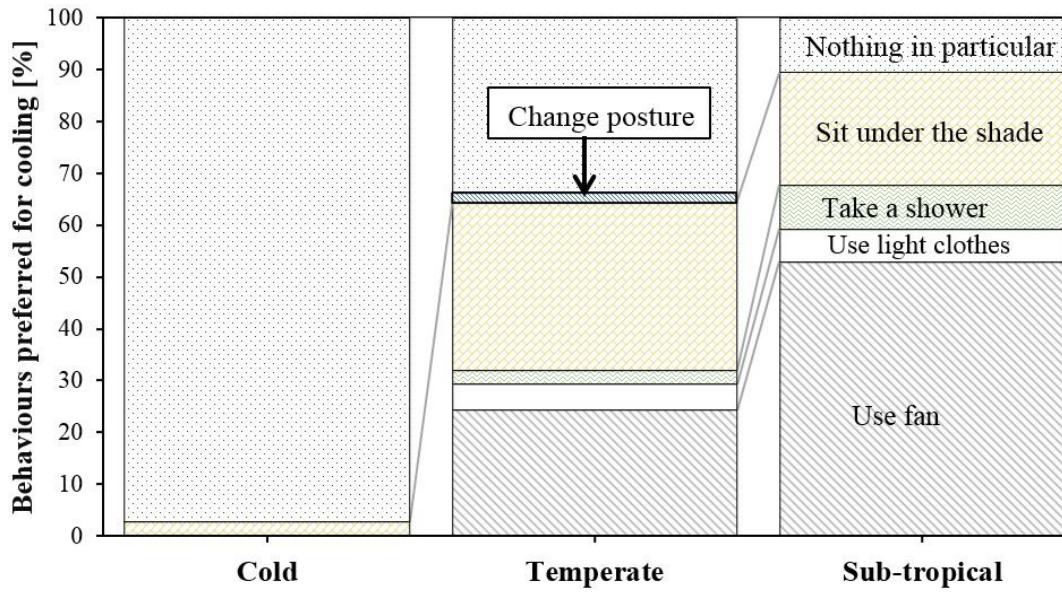 Behaviours preferred for cooling [%]
100
90
80
70
60
50
40
30
20
10
0
Change posture
Nothing in particular
Sit under the shade
Take a shower
Use light clothes
Use fan
Cold
Temperate
Sub-tropical